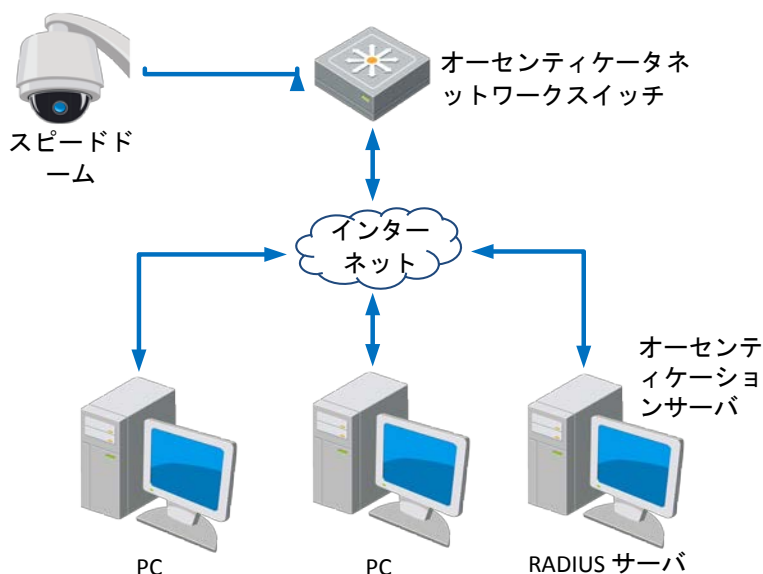 オーセンティケータネ
ットワークスイッチ
スピードド
ーム
インター
ネット
オーセンテ
ィケーショ
ンサーバ
PC
PC
RADIUS サーバ